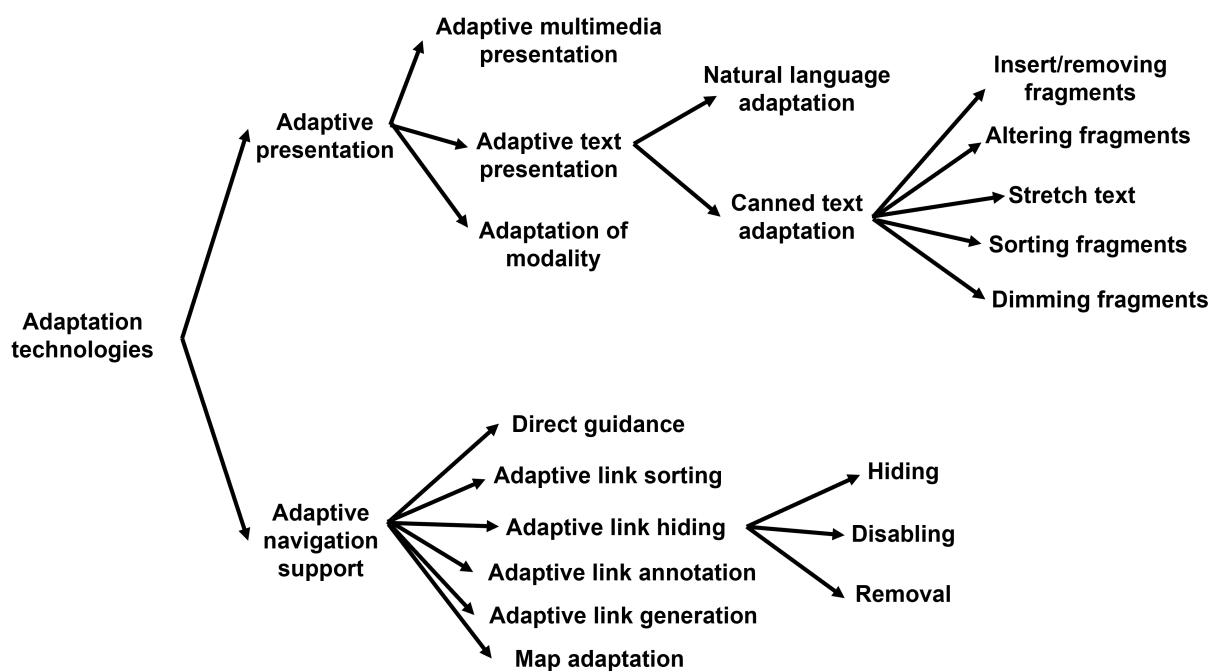 Adaptation
technologies
Adaptive
presentation
Adaptive multimedia
presentation
Adaptive text
presentation
Adaptation of
modality
Natural language
adaptation
Canned text
adaptation
Insert/removing
fragments
Altering fragments
Stretch text
Sorting fragments
Dimming fragments
Adaptive
navigation
support
Direct guidance
Adaptive link sorting
Adaptive link hiding
Adaptive link annotation
Adaptive link generation
Map adaptation
Hiding
Disabling
Removal